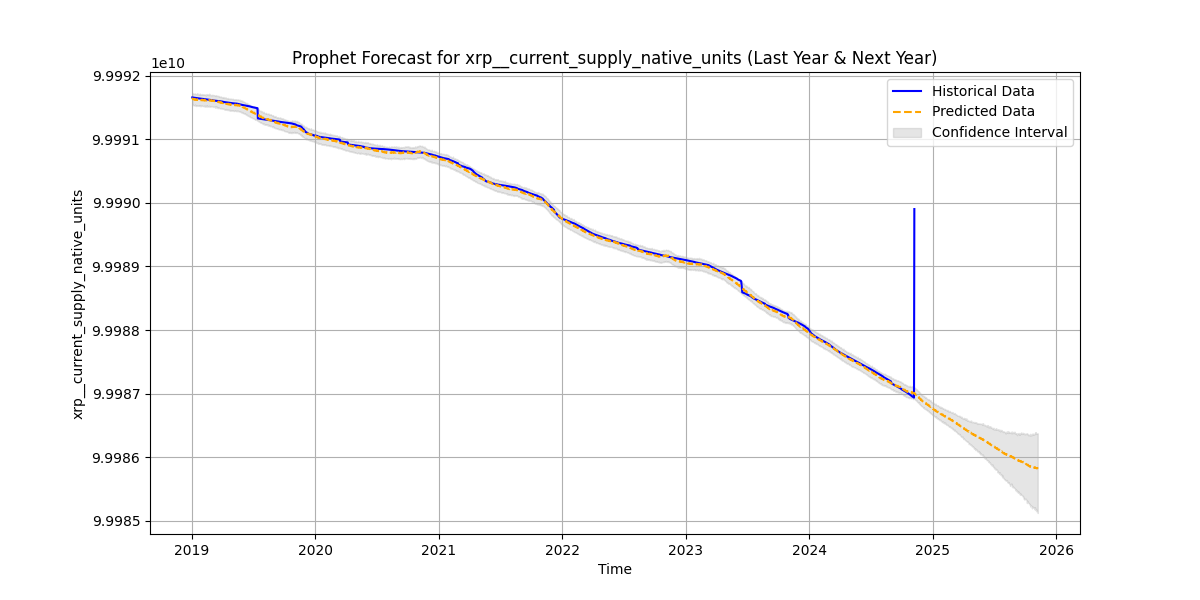 Prophet Forecast for xrp__current_supply_native_units (Last Year & Next Year)
1e10
9.9992
9.9991
9.9990
9.9989
9.9988
9.9987
9.9986
9.9985
xrp__current_supply_native_units
Historical Data
Predicted Data
Confidence Interval
2019 2020 2021 2022 2023 2024 2025 2026
Time